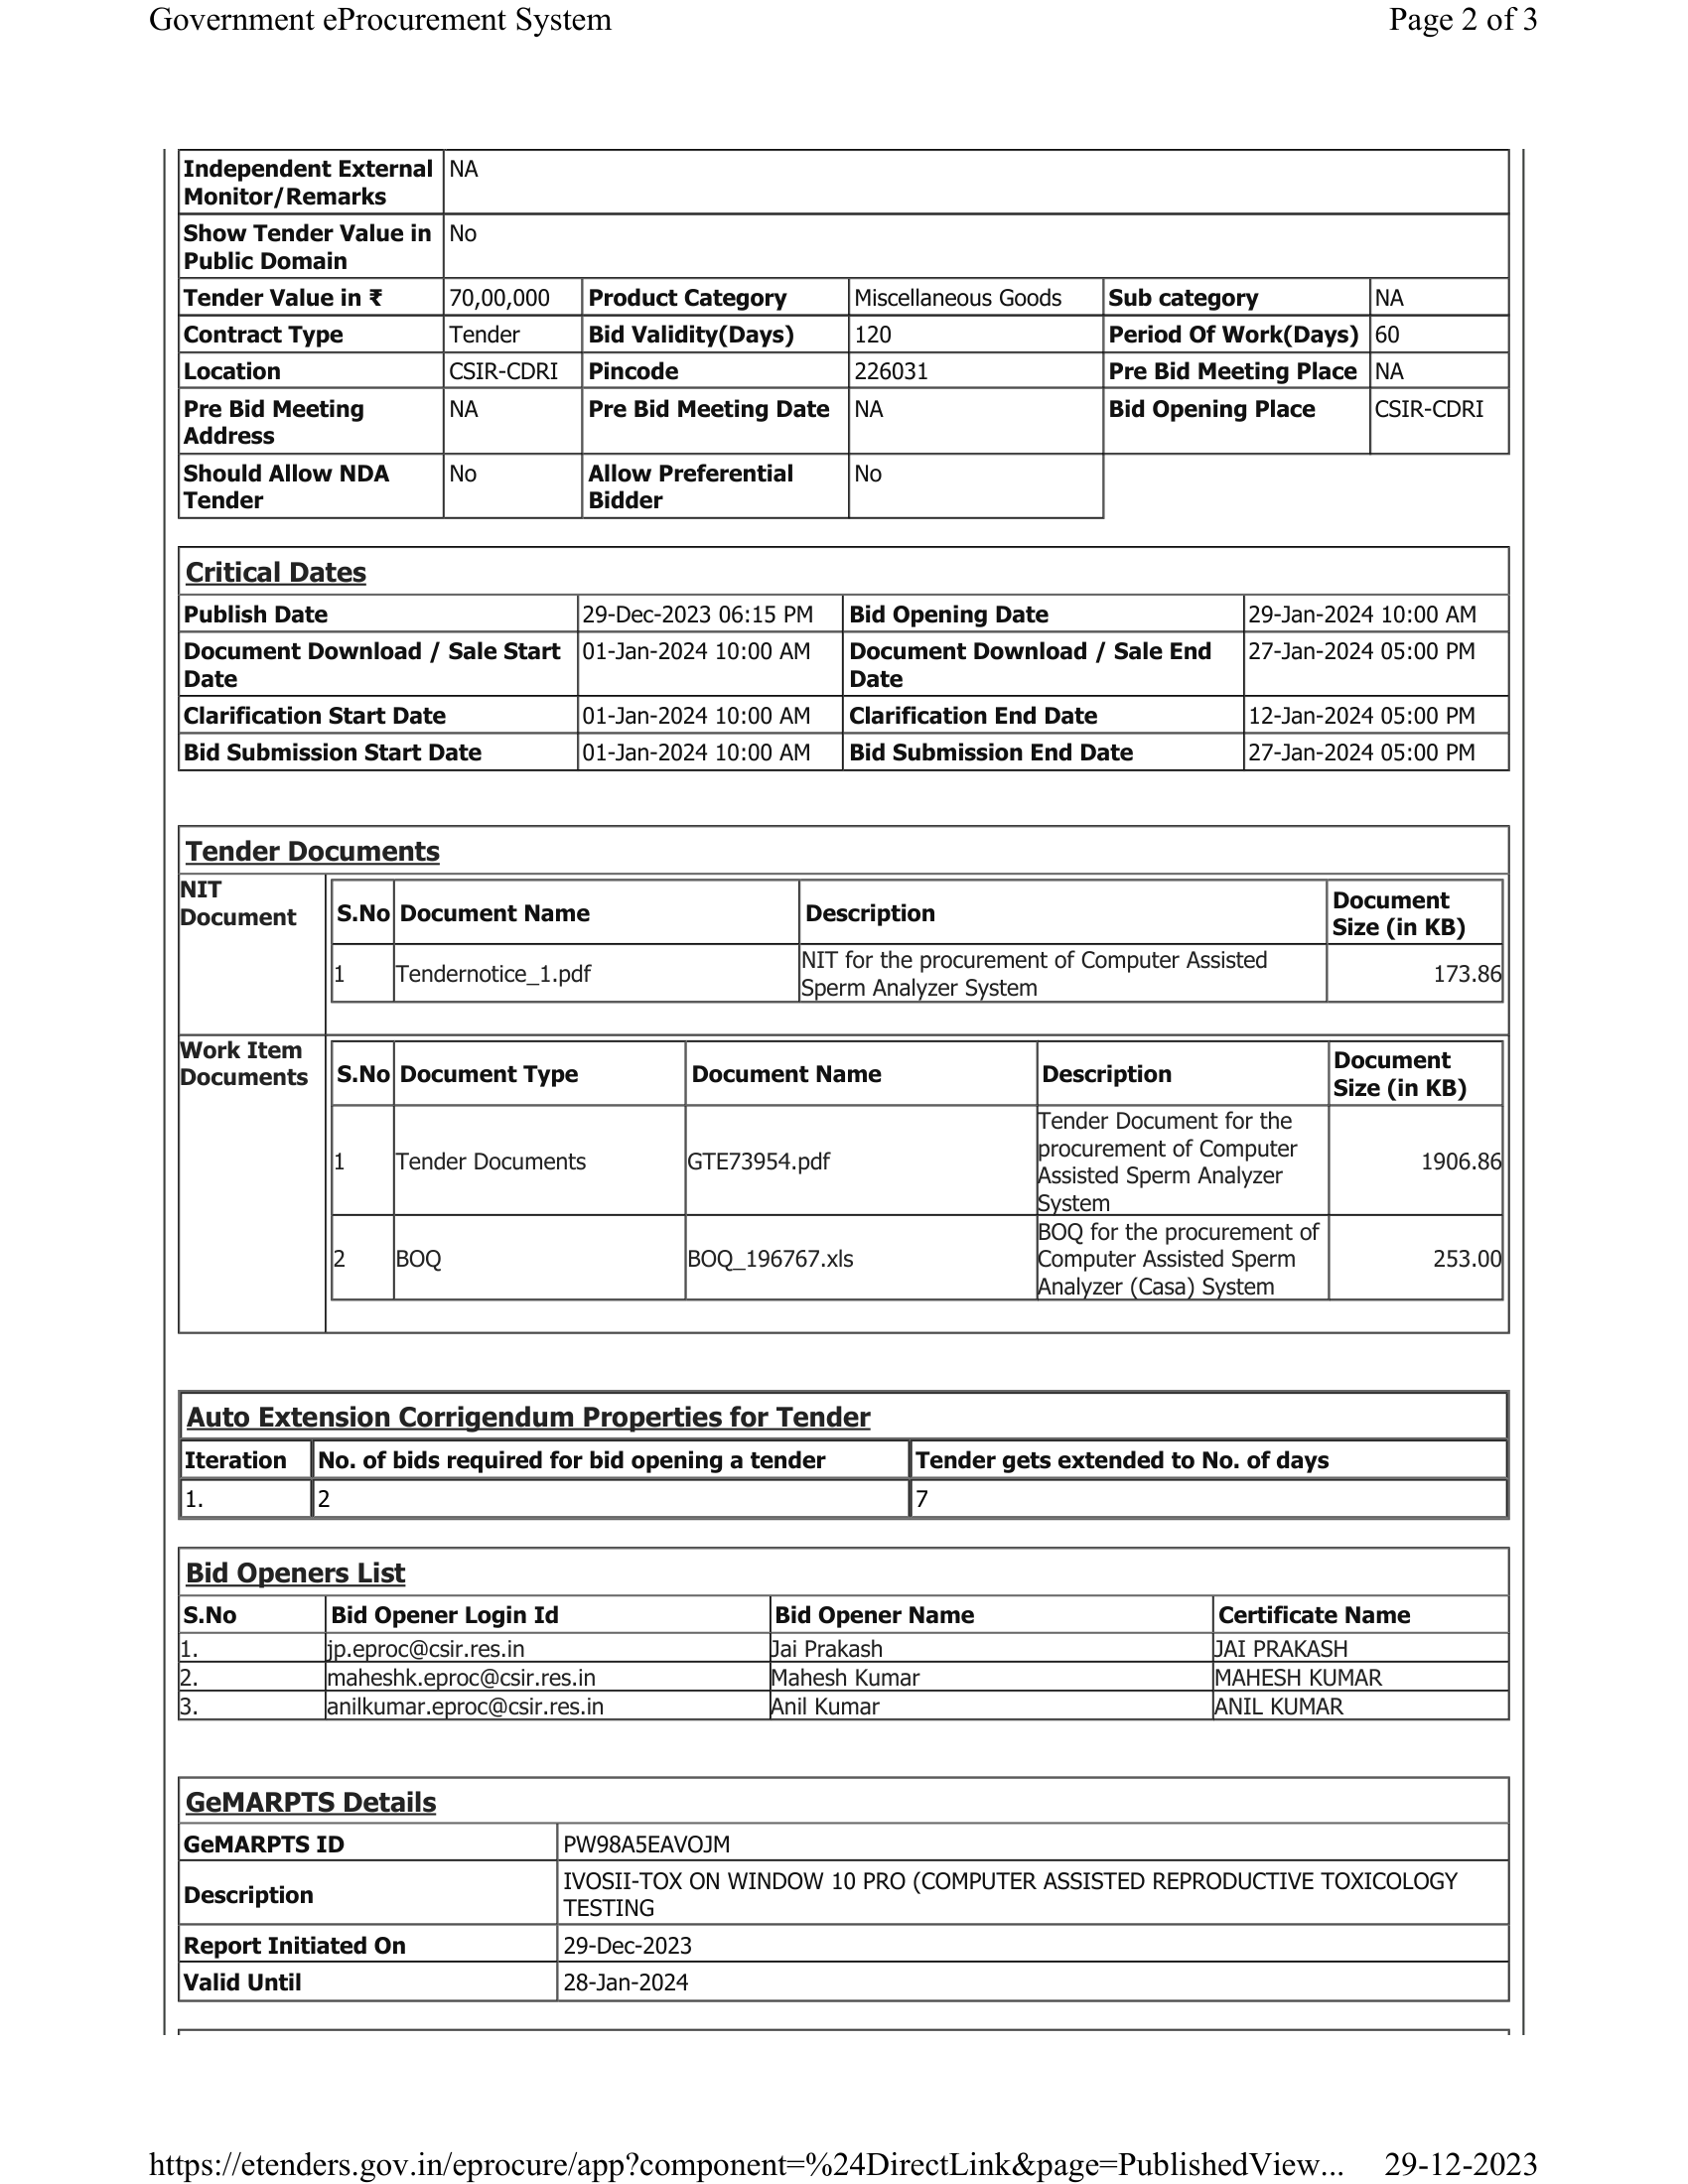 Government eProcurement System Page 2 of 3
Independent External NA
Monitor/Remarks
Show Tender Value in No
Public Domain
Tender Value in ₹ 70,00,000 Product Category Miscellaneous Goods Sub category NA
Contract Type Tender Bid Validity(Days) 120 Period Of Work(Days) 60
Location CSIR-CDRI Pincode 226031 Pre Bid Meeting Place NA
Pre Bid Meeting NA Pre Bid Meeting Date NA Bid Opening Place CSIR-CDRI
Address
Should Allow NDA No Allow Preferential No
Tender Bidder
Critical Dates
Publish Date 29-Dec-2023 06:15 PM Bid Opening Date 29-Jan-2024 10:00 AM
Document Download / Sale Start 01-Jan-2024 10:00 AM Document Download / Sale End 27-Jan-2024 05:00 PM
Date Date
Clarification Start Date 01-Jan-2024 10:00 AM Clarification End Date 12-Jan-2024 05:00 PM
Bid Submission Start Date 01-Jan-2024 10:00 AM Bid Submission End Date 27-Jan-2024 05:00 PM
Tender Documents
NIT
Document
S.No Document Name Description Document
Size (in KB)
1 Tendernotice_1.pdf NIT for the procurement of Computer Assisted 173.86
Sperm Analyzer System
Work Item
Documents
S.No Document Type Document Name Description Document
Size (in KB)
1 Tender Documents GTE73954.pdf Tender Document for the 1906.86
procurement of Computer
Assisted Sperm Analyzer
System
2 BOQ BOQ_196767.xls BOQ for the procurement of 253.00
Computer Assisted Sperm
Analyzer (Casa) System
Auto Extension Corrigendum Properties for Tender
Iteration No. of bids required for bid opening a tender Tender gets extended to No. of days
1. 2 7
Bid Openers List
S.No Bid Opener Login Id Bid Opener Name Certificate Name
1. jp.eproc@csir.res.in Jai Prakash JAI PRAKASH
2. maheshk.eproc@csir.res.in Mahesh Kumar MAHESH KUMAR
3. anilkumar.eproc@csir.res.in Anil Kumar ANIL KUMAR
GeMARPTS Details
GeMARPTS ID PW98A5EAVOJM
Description IVOSII-TOX ON WINDOW 10 PRO (COMPUTER ASSISTED REPRODUCTIVE TOXICOLOGY
TESTING
Report Initiated On 29-Dec-2023
Valid Until 28-Jan-2024
https://etenders.gov.in/eprocure/app?component=%24DirectLink&page=PublishedView... 29-12-2023